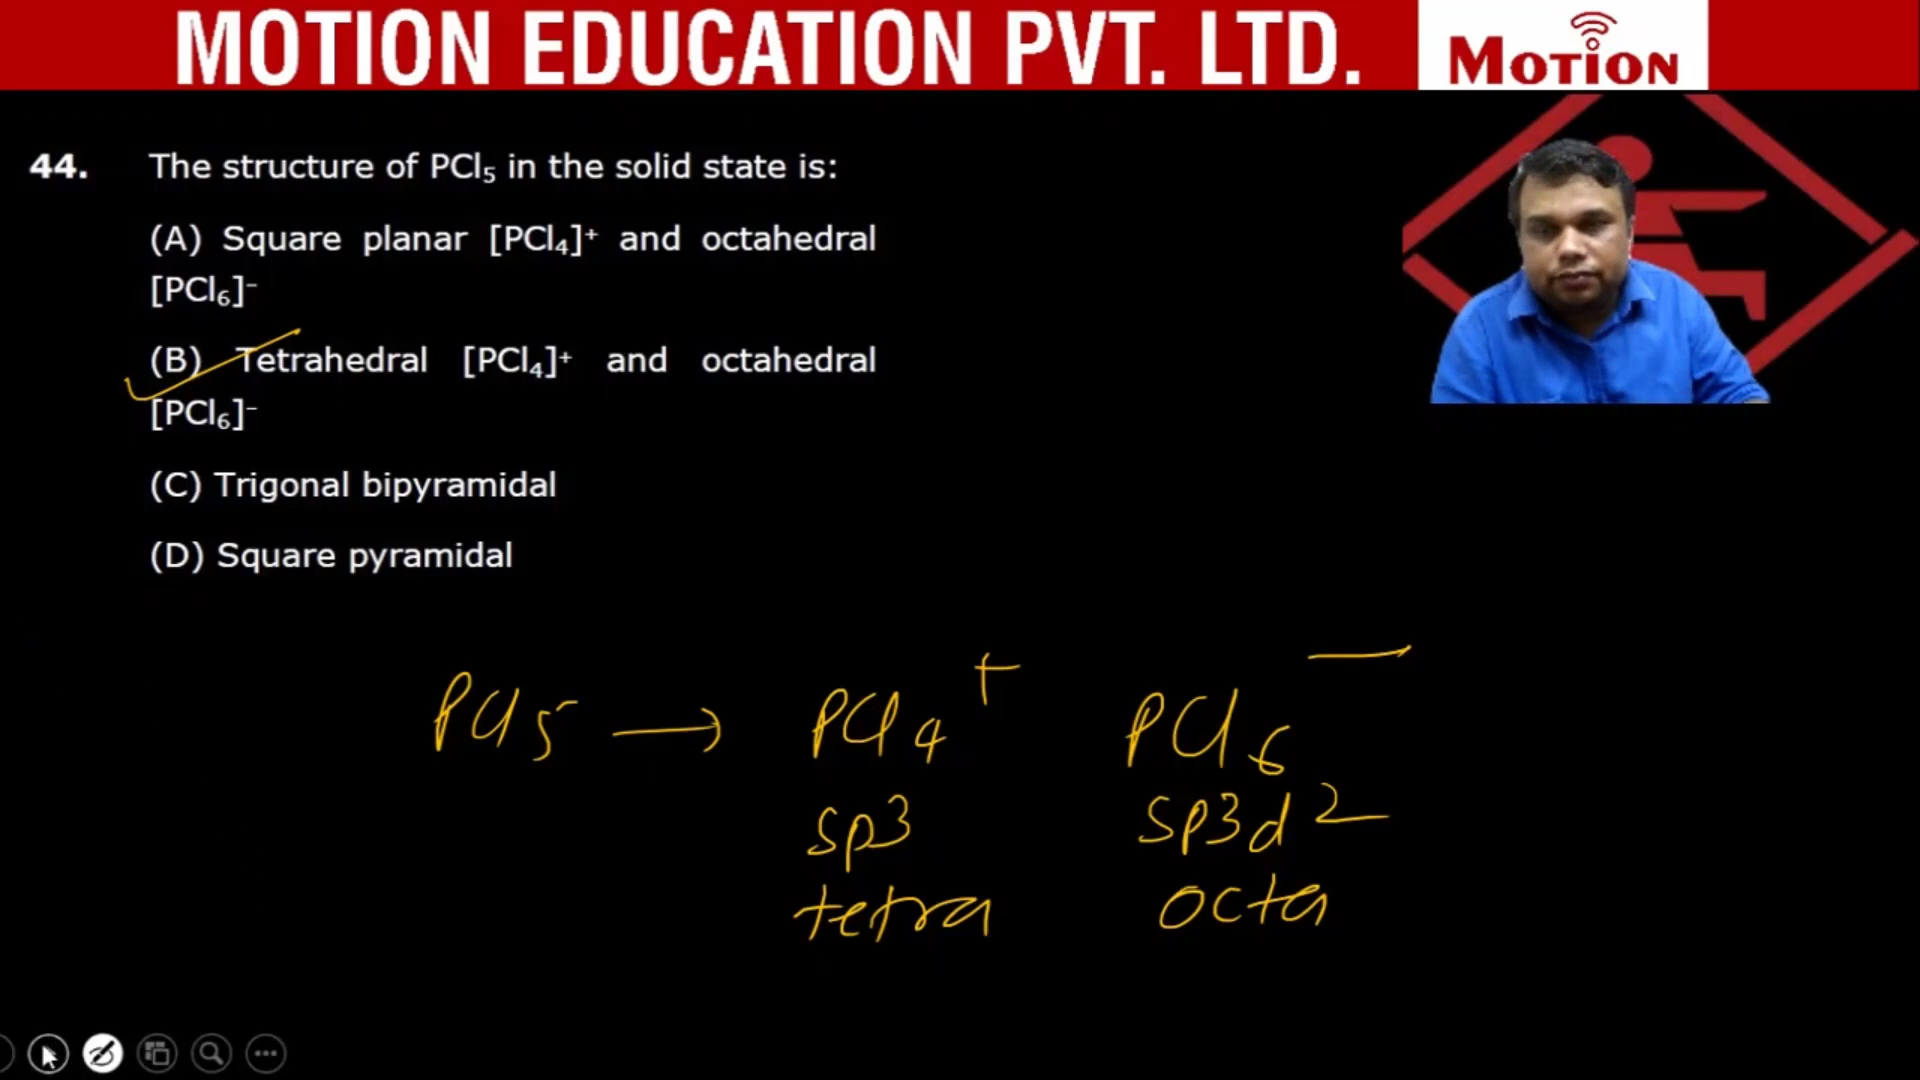 MOTION EDUCATION PVT. LTD.
MOTION
44. The structure of PCl₅ in the solid state is:
(A) Square planar [PCl₄]⁺ and octahedral
[PCl₆]⁻
(B) Tetrahedral [PCl₄]⁺ and octahedral
[PCl₆]⁻
(C) Trigonal bipyramidal
(D) Square pyramidal
PCl₅ → PCl₄⁺ PCl₆⁻
sp3 sp3d2
tetra octa